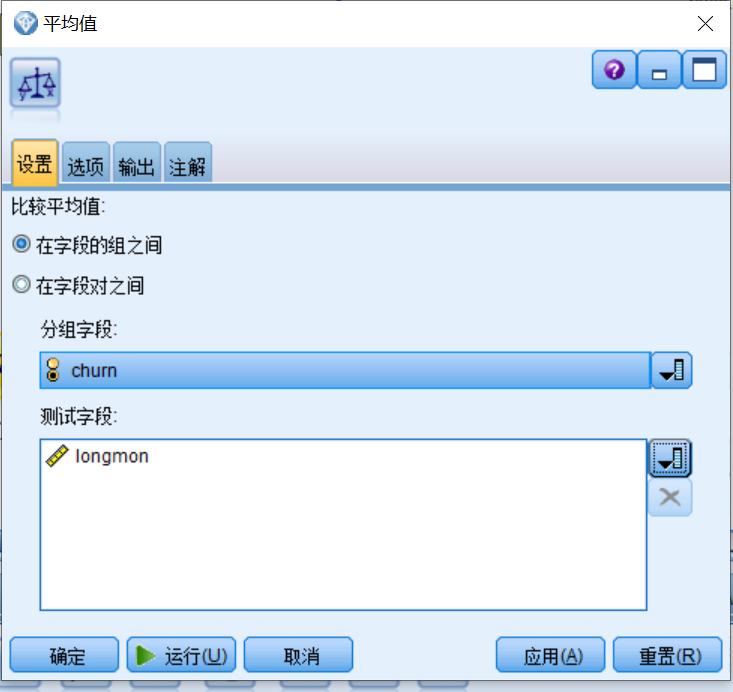 平均值
设置 选项 输出 注解
比较平均值:
在字段的组之间
在字段对之间
分组字段:
churn
测试字段:
longmon
确定 运行(U) 取消 应用(A) 重置(R)